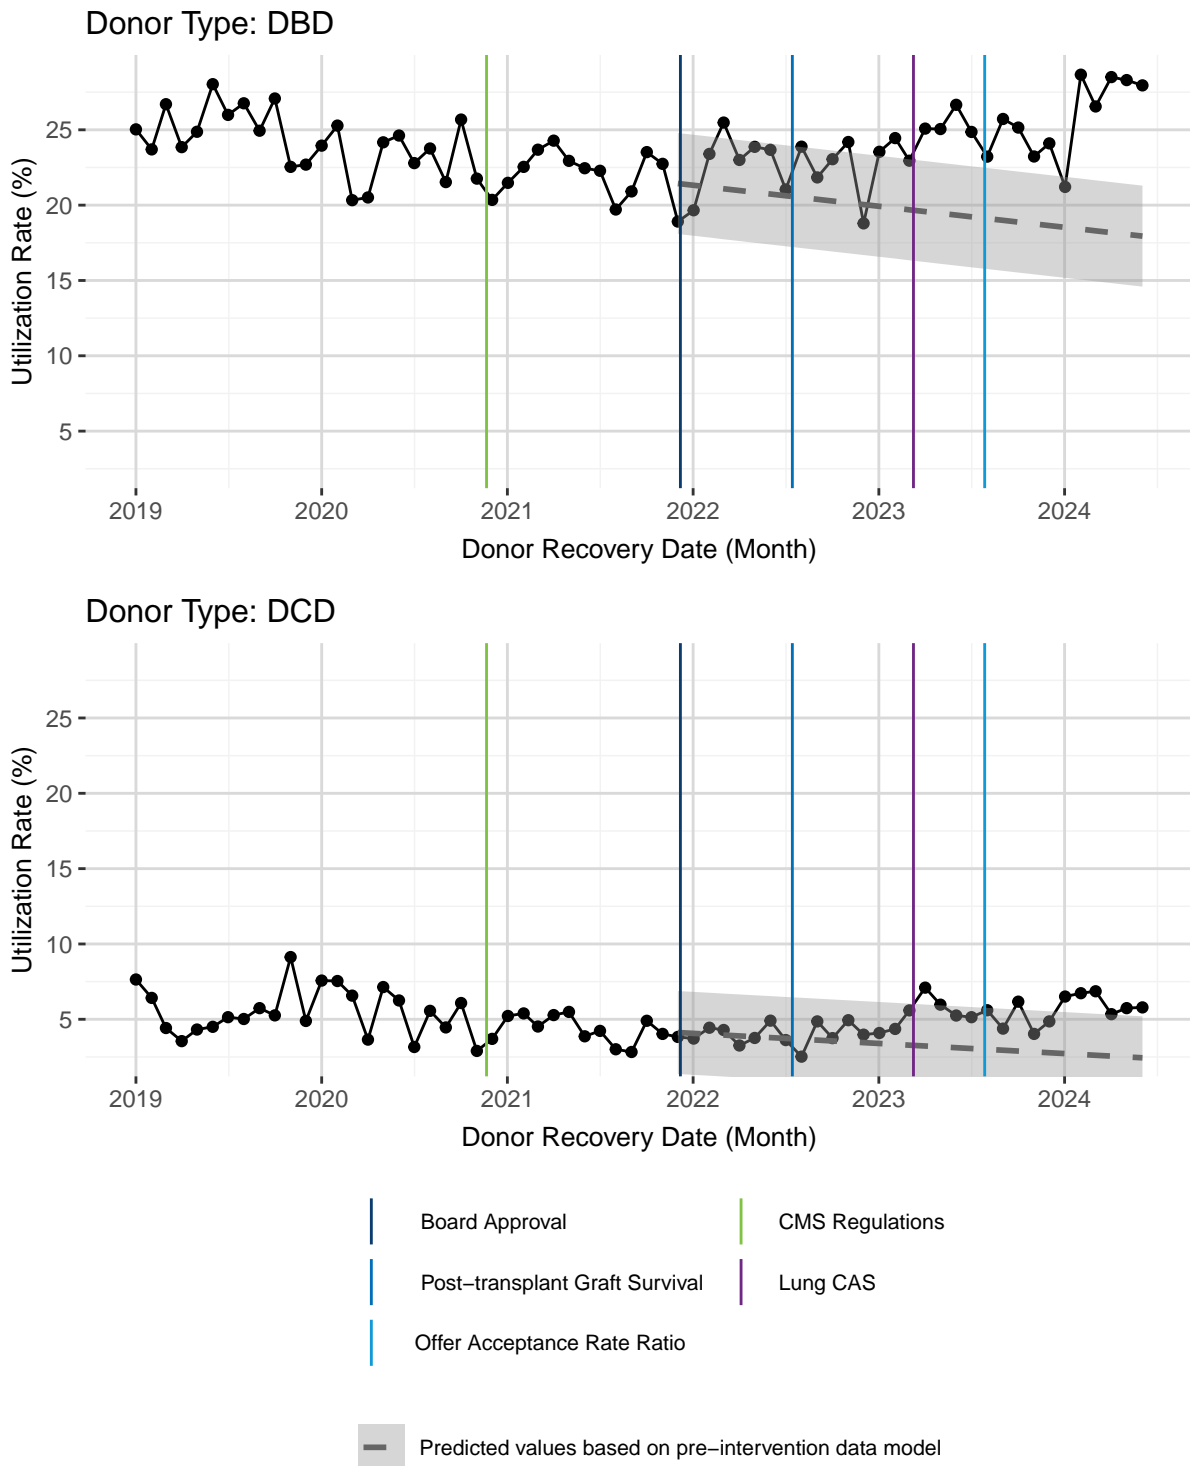 Donor Type: DBD
Utilization Rate (%)
25
20
15
10
5
2019 2020 2021 2022 2023 2024
Donor Recovery Date (Month)
Donor Type: DCD
Utilization Rate (%)
25
20
15
10
5
2019 2020 2021 2022 2023 2024
Donor Recovery Date (Month)
Board Approval CMS Regulations
Post−transplant Graft Survival Lung CAS
Offer Acceptance Rate Ratio
Predicted values based on pre−intervention data model